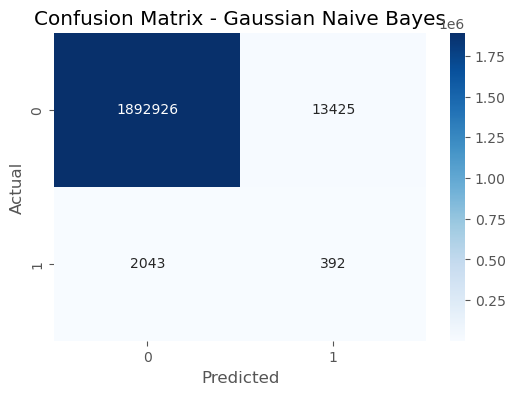 Confusion Matrix - Gaussian Naive Bayes
1e6
0 1892926 13425
1 2043 392
Actual
0 1
Predicted
1.75
1.50
1.25
1.00
0.75
0.50
0.25